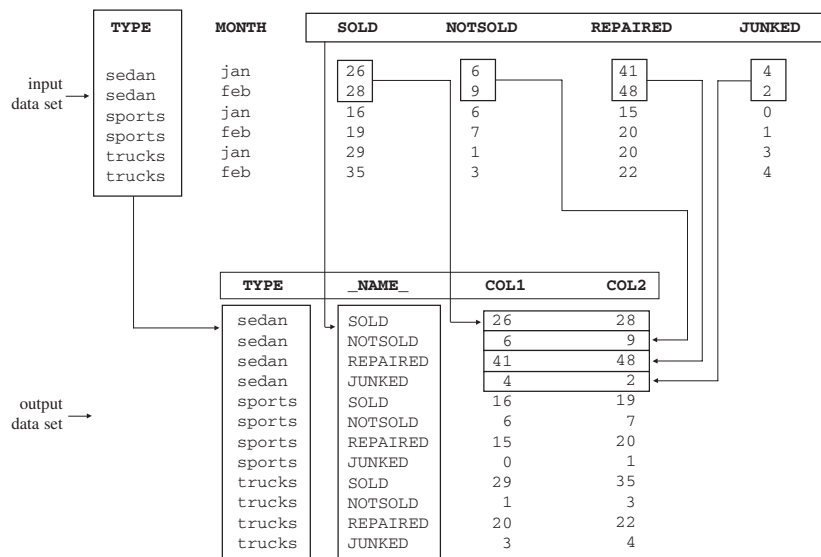 TYPE MONTH SOLD NOTSOLD REPAIRED JUNKED
input
data set
sedan jan 26 6 41 4
sedan feb 28 9 48 2
sports jan 16 6 15 0
sports feb 19 7 20 1
trucks jan 29 1 20 3
trucks feb 35 3 22 4
TYPE _NAME_ COL1 COL2
output
data set
sedan SOLD 26 28
sedan NOTSOLD 6 9
sedan REPAIRED 41 48
sedan JUNKED 4 2
sports SOLD 16 19
sports NOTSOLD 6 7
sports REPAIRED 15 20
sports JUNKED 0 1
trucks SOLD 29 35
trucks NOTSOLD 1 3
trucks REPAIRED 20 22
trucks JUNKED 3 4